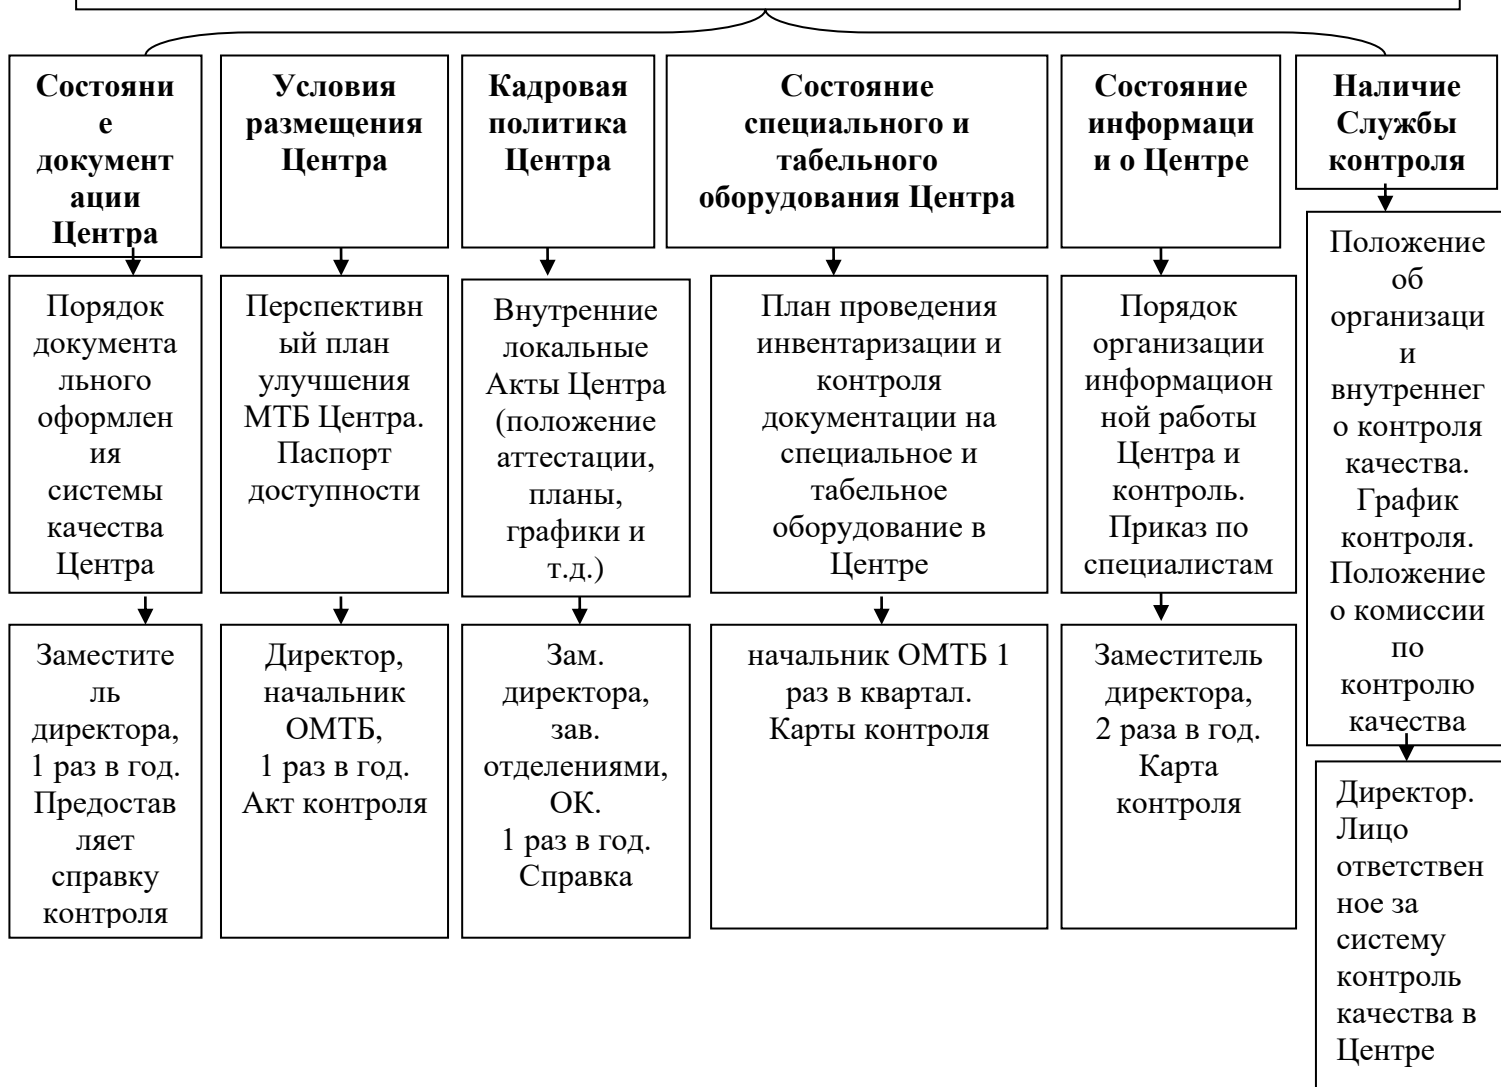 Состояни
е
документ
ации
Центра
Условия
размещения
Центра
Кадровая
политика
Центра
Состояние
специального и
табельного
оборудования Центра
Состояние
информаци
и о Центре
Наличие
Службы
контроля
Порядок
документа
льного
оформлен
ия
системы
качества
Центра
Перспективн
ый план
улучшения
МТБ Центра.
Паспорт
доступности
Внутренние
локальные
Акты Центра
(положение
аттестации,
планы,
графики и
т.д.)
План проведения
инвентаризации и
контроля
документации на
специальное и
табельное
оборудование в
Центре
Порядок
организации
информацион
ной работы
Центра и
контроль.
Приказ по
специалистам
Положение
об
организаци
и
внутреннег
о контроля
качества.
График
контроля.
Положение
о комиссии
по
контролю
качества
Заместите
ль
директора,
1 раз в год.
Предостав
ляет
справку
контроля
Директор,
начальник
ОМТБ,
1 раз в год.
Акт контроля
Зам.
директора,
зав.
отделениями,
ОК.
1 раз в год.
Справка
начальник ОМТБ 1
раз в квартал.
Карты контроля
Заместитель
директора,
2 раза в год.
Карта
контроля
Директор.
Лицо
ответствен
ное за
систему
контроль
качества в
Центре